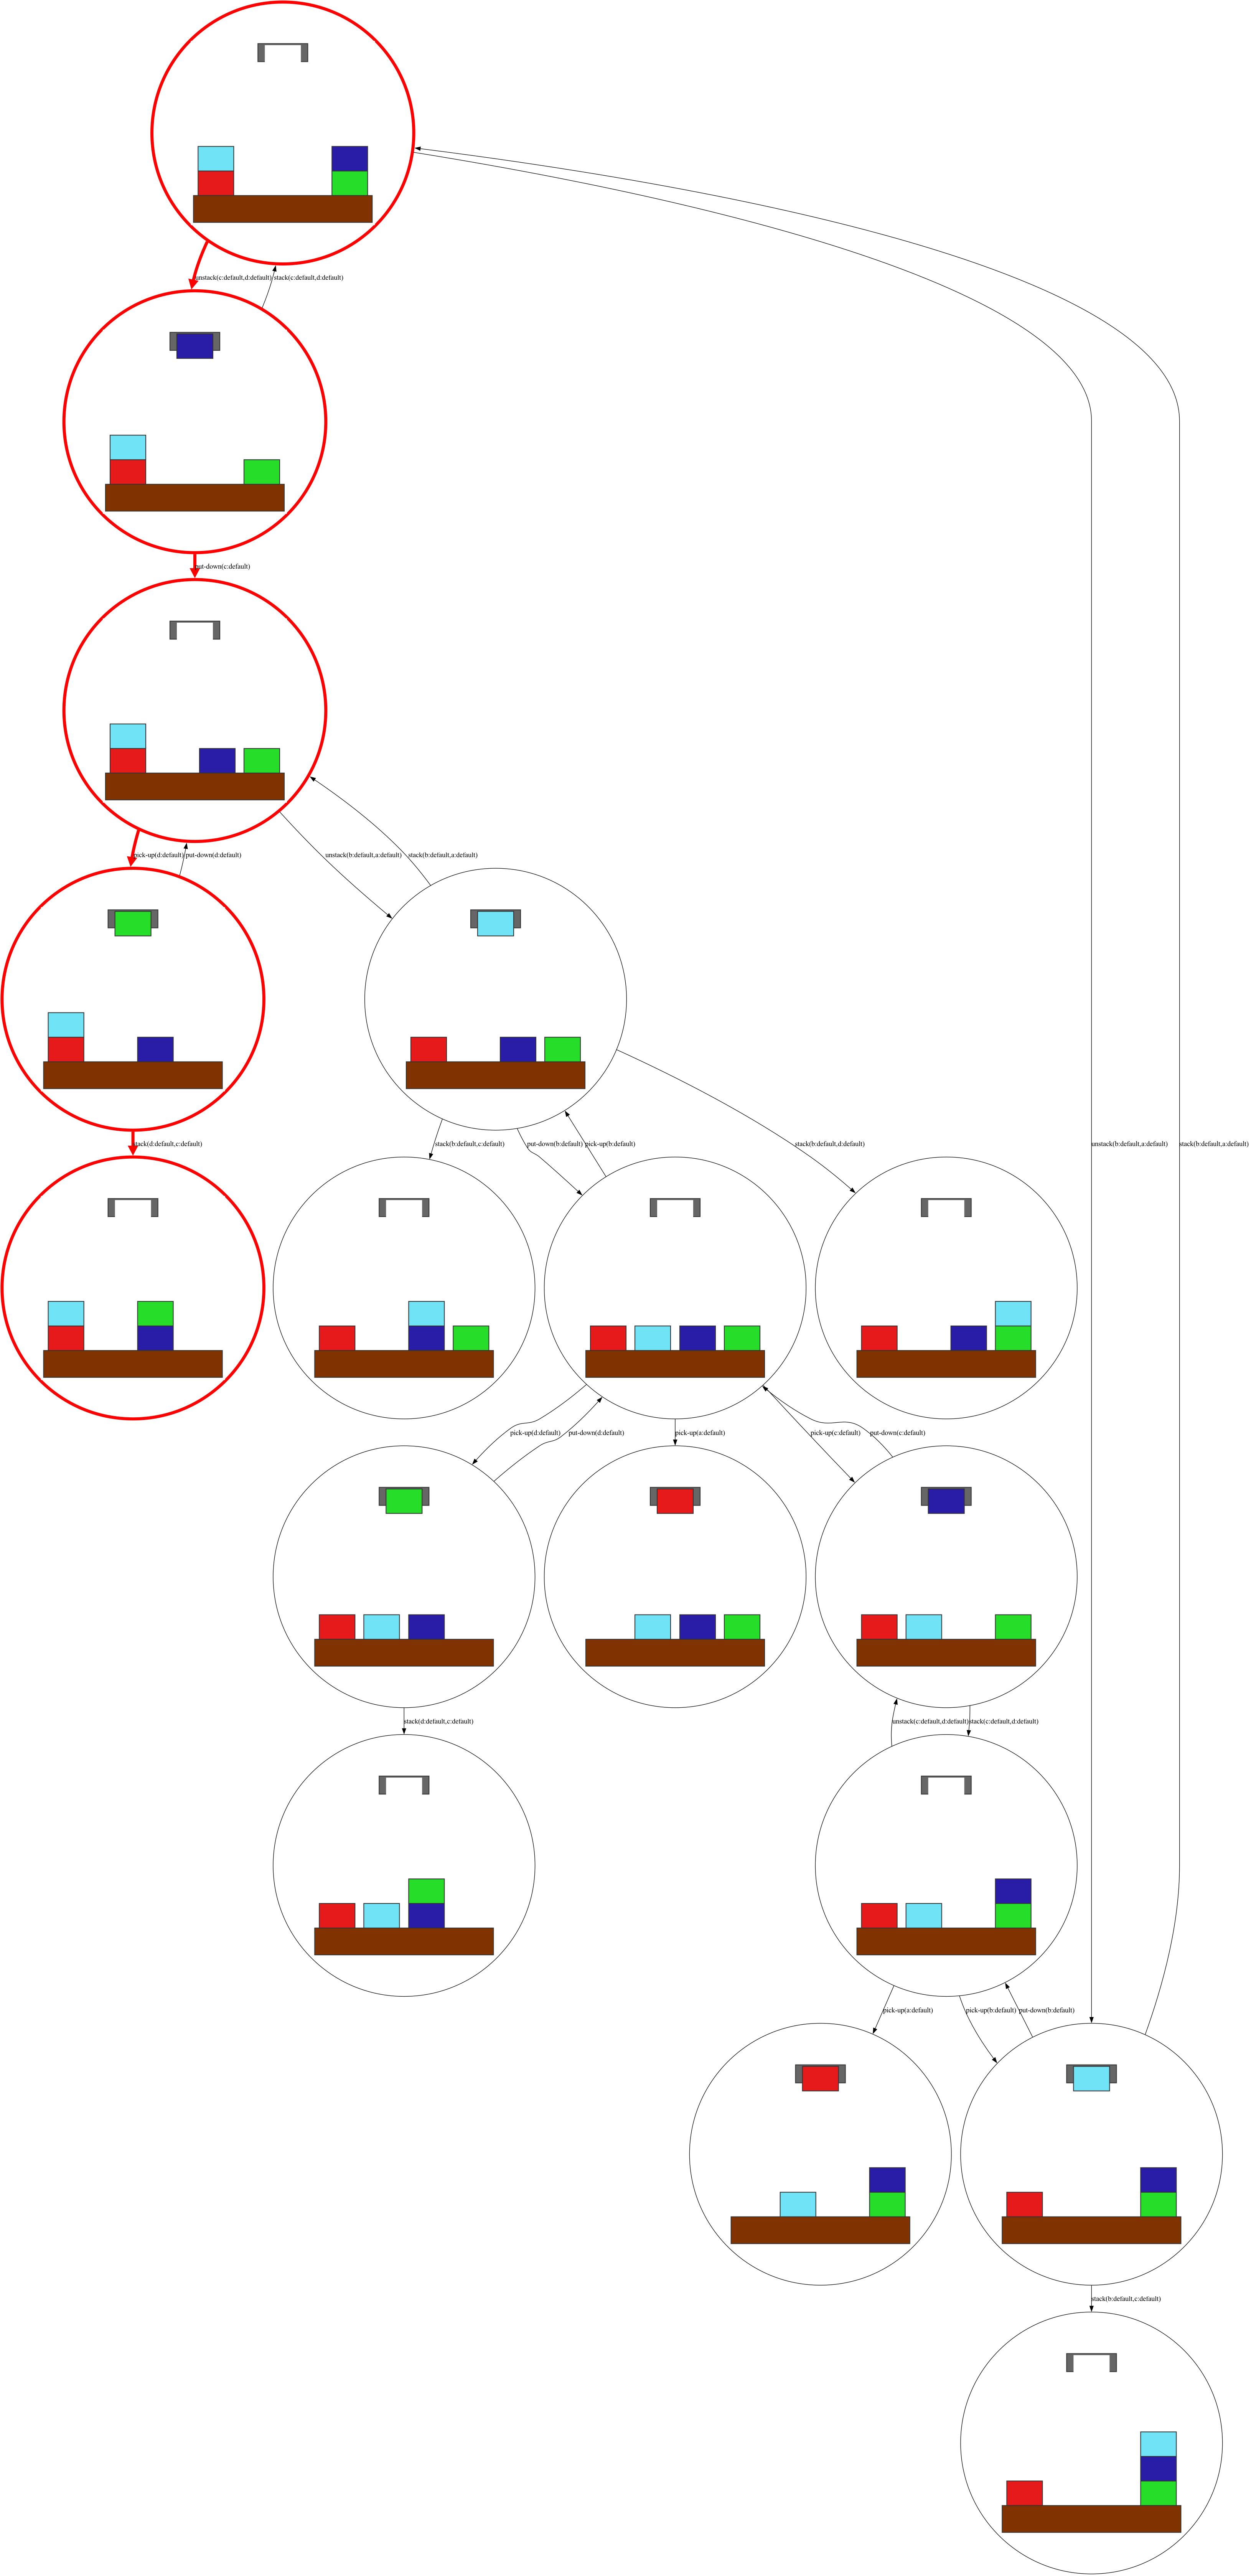 unstack(c:default,d:default)
stack(c:default,d:default)
put-down(c:default)
pick-up(d:default)
put-down(d:default)
unstack(b:default,a:default)
stack(b:default,a:default)
stack(d:default,c:default)
stack(b:default,c:default)
put-down(b:default)
pick-up(b:default)
stack(b:default,d:default)
unstack(b:default,a:default)
stack(b:default,a:default)
pick-up(d:default)
put-down(d:default)
pick-up(a:default)
pick-up(c:default)
put-down(c:default)
stack(d:default,c:default)
unstack(c:default,d:default)
stack(c:default,d:default)
pick-up(a:default)
pick-up(b:default)
put-down(b:default)
stack(b:default,c:default)